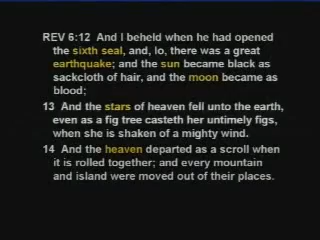 REV 6:12 And I beheld when he had opened
the sixth seal, and, lo, there was a great
earthquake; and the sun became black as
sackcloth of hair, and the moon became as
blood;
13 And the stars of heaven fell unto the earth,
even as a fig tree casteth her untimely figs,
when she is shaken of a mighty wind.
14 And the heaven departed as a scroll when
it is rolled together; and every mountain
and island were moved out of their places.